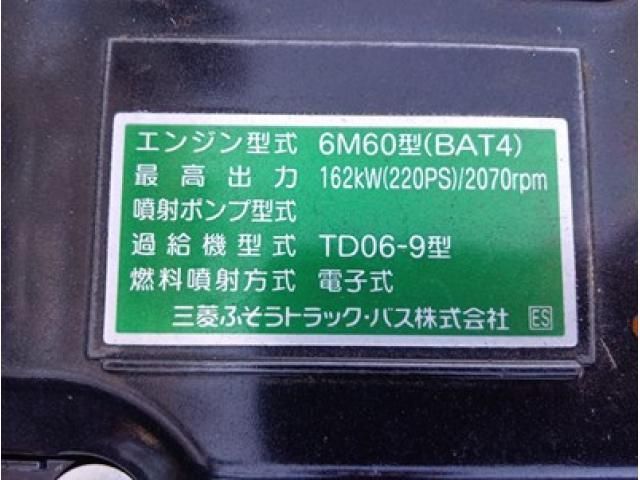 エンジン型式 6M60型(BAT4)
最高出力 162kW(220PS)/2070rpm
噴射ポンプ型式
過給機型式 TD06-9型
燃料噴射方式 電子式
三菱ふそうトラック・バス株式会社 ES